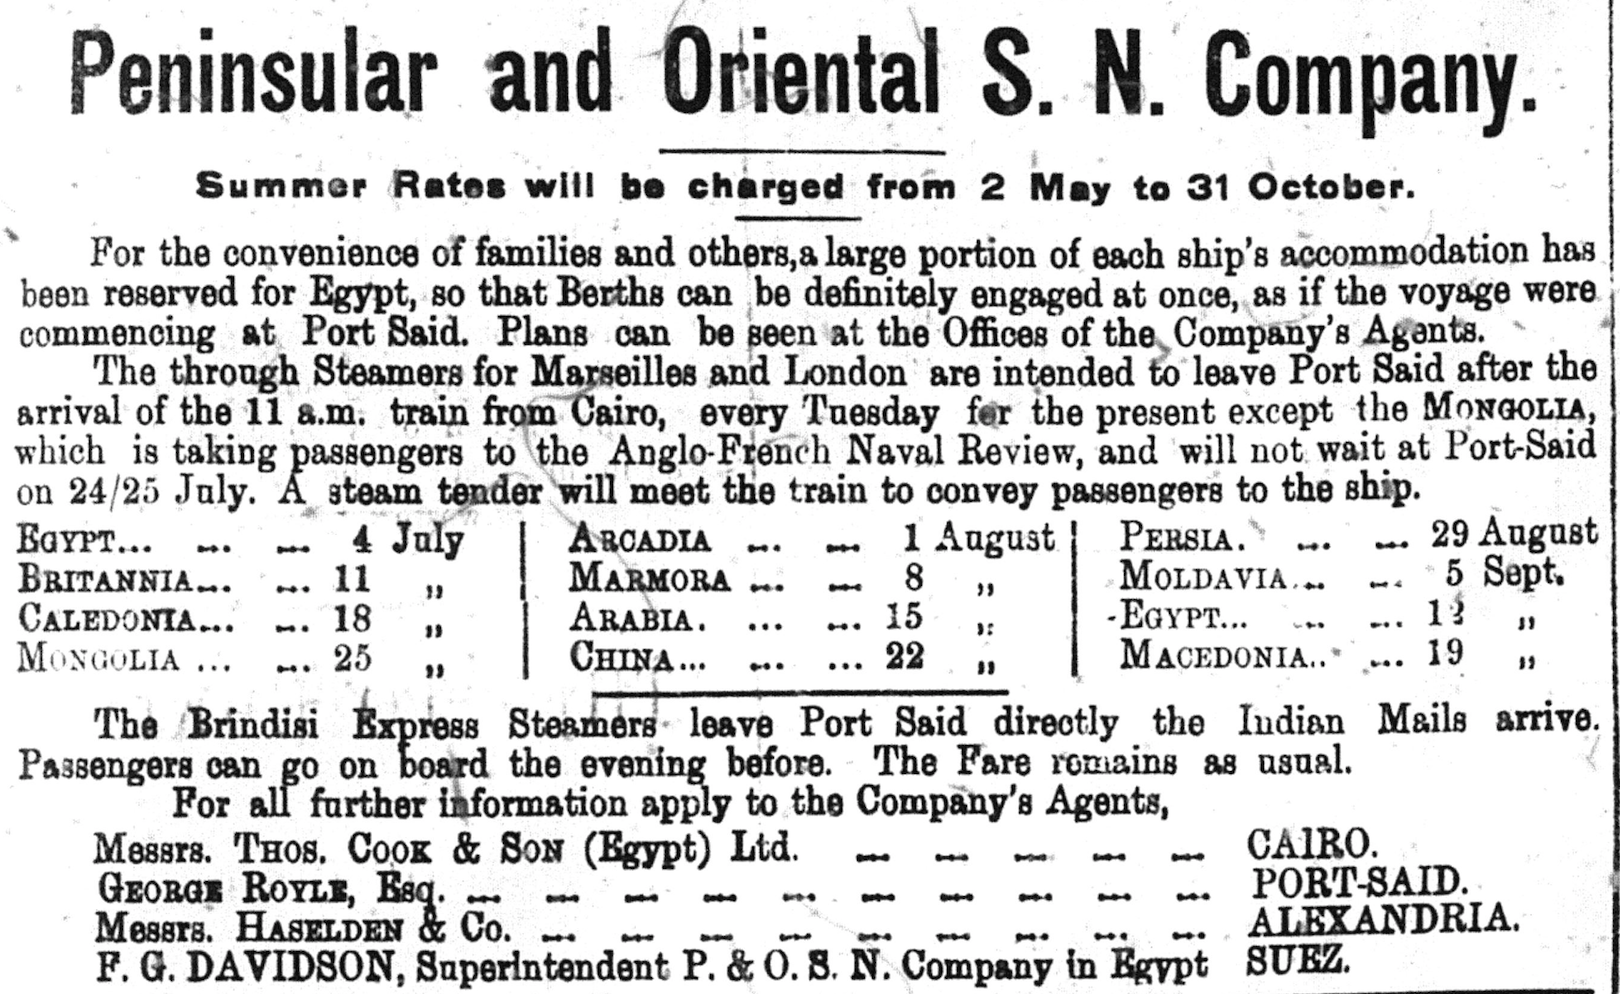 Peninsular and Oriental S. N. Company.
Summer Rates will be charged from 2 May to 31 October.
For the convenience of families and others, a large portion of each ship's accommodation has
been reserved for Egypt, so that Berths can be definitely engaged at once, as if the voyage were
commencing at Port Said. Plans can be seen at the Offices of the Company's Agents.
The through Steamers for Marseilles and London are intended to leave Port Said after the
arrival of the 11 a.m. train from Cairo, every Tuesday for the present except the MONGOLIA,
which is taking passengers to the Anglo-French Naval Review, and will not wait at Port-Said
on 24/25 July. A steam tender will meet the train to convey passengers to the ship.
EGYPT... ... ... 4 July | ARCADIA ... ... 1 August | PERSIA. ... ... 29 August
BRITANNIA... ... 11 „ | MARMORA ... ... 8 „ | MOLDAVIA... ... 5 Sept.
CALEDONIA... ... 18 „ | ARABIA. ... ... 15 „ | EGYPT... ... ... „
MONGOLIA ... ... 25 „ | CHINA... ... ... 22 „ | MACEDONIA.. ... 19 „
The Brindisi Express Steamers leave Port Said directly the Indian Mails arrive.
Passengers can go on board the evening before. The Fare remains as usual.
For all further information apply to the Company's Agents,
Messrs. THOS. COOK & SON (Egypt) Ltd. ... ... ... ... ... CAIRO.
GEORGE ROYLE, Esq. ... ... ... ... ... ... ... ... ... ... PORT-SAID.
Messrs. HASELDEN & Co. ... ... ... ... ... ... ... ... ... ALEXANDRIA.
F. G. DAVIDSON, Superintendent P. & O. S. N. Company in Egypt SUEZ.